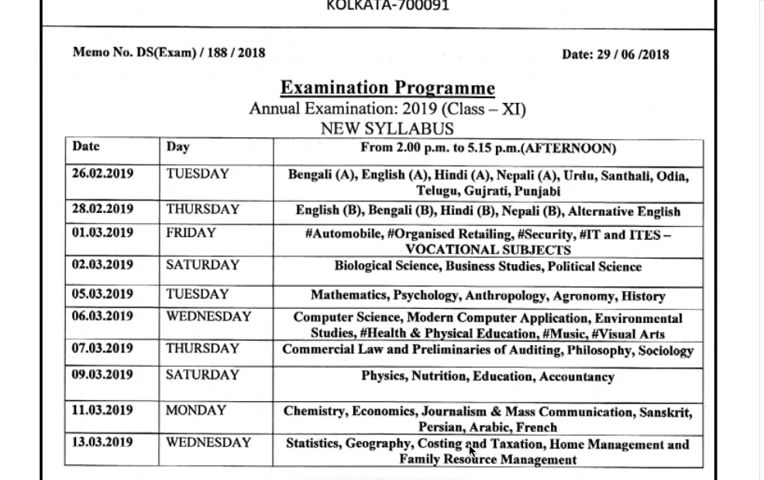 KOLKATA-700091
Memo No. DS(Exam) / 188 / 2018 Date: 29 / 06 /2018
Examination Programme
Annual Examination: 2019 (Class – XI)
NEW SYLLABUS
Date Day From 2.00 p.m. to 5.15 p.m.(AFTERNOON)
26.02.2019 TUESDAY Bengali (A), English (A), Hindi (A), Nepali (A), Urdu, Santhali, Odia,
Telugu, Gujrati, Punjabi
28.02.2019 THURSDAY English (B), Bengali (B), Hindi (B), Nepali (B), Alternative English
01.03.2019 FRIDAY #Automobile, #Organised Retailing, #Security, #IT and ITES –
VOCATIONAL SUBJECTS
02.03.2019 SATURDAY Biological Science, Business Studies, Political Science
05.03.2019 TUESDAY Mathematics, Psychology, Anthropology, Agronomy, History
06.03.2019 WEDNESDAY Computer Science, Modern Computer Application, Environmental
Studies, #Health & Physical Education, #Music, #Visual Arts
07.03.2019 THURSDAY Commercial Law and Preliminaries of Auditing, Philosophy, Sociology
09.03.2019 SATURDAY Physics, Nutrition, Education, Accountancy
11.03.2019 MONDAY Chemistry, Economics, Journalism & Mass Communication, Sanskrit,
Persian, Arabic, French
13.03.2019 WEDNESDAY Statistics, Geography, Costing and Taxation, Home Management and
Family Resource Management